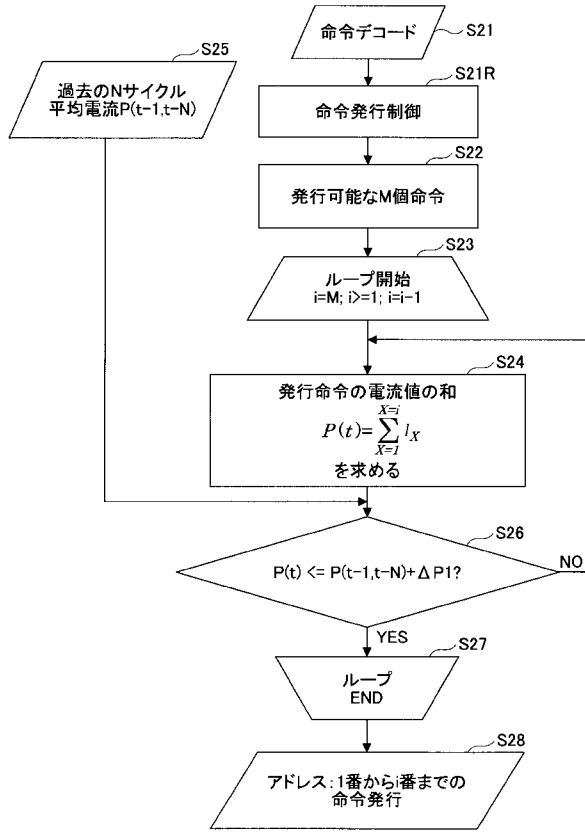 S25
過去のNサイクル
平均電流P(t−1,t−N)
命令デコード
S21
S21R
命令発行制御
S22
発行可能なM個命令
S23
ループ開始
i=M; i>=1; i=i−1
S24
発行命令の電流値の和
P(t)=∑_{X=1}^{X=i} I_X
を求める
S26
P(t) <= P(t−1,t−N)+ΔP1?
NO
YES
S27
ループ
END
S28
アドレス:1番からi番までの
命令発行